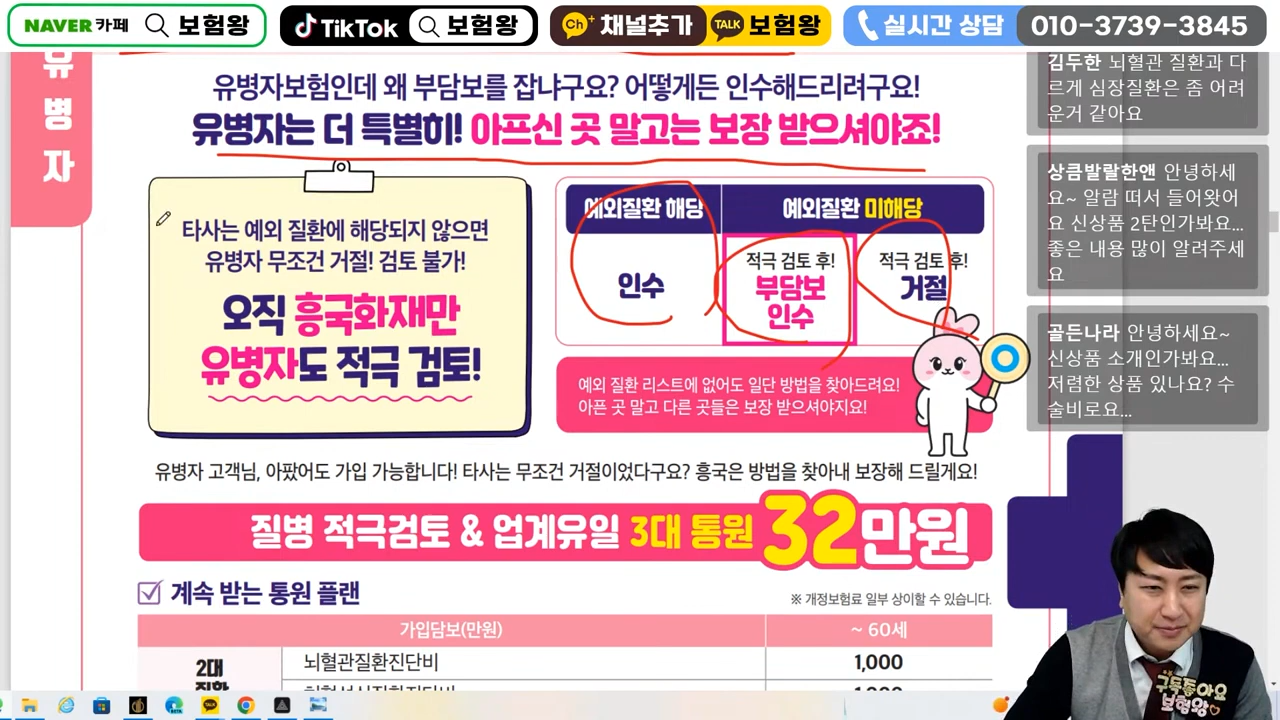 NAVER 카페 보험왕
TikTok 보험왕
Ch+ 채널추가 TALK 보험왕
실시간 상담 010-3739-3845
유병자
유병자보험인데 왜 부담보를 잡냐구요? 어떻게든 인수해드리려구요!
유병자는 더 특별히! 아프신 곳 말고는 보장 받으셔야죠!
타사는 예외 질환에 해당되지 않으면
유병자 무조건 거절! 검토 불가!
오직 흥국화재만
유병자도 적극 검토!
예외질환 해당 예외질환 미해당
인수
적극 검토 후!
부담보
인수
적극 검토 후!
거절
예외 질환 리스트에 없어도 일단 방법을 찾아드려요!
아픈 곳 말고 다른 곳들은 보장 받으셔야지요!
유병자 고객님, 아팠어도 가입 가능합니다! 타사는 무조건 거절이었다구요? 흥국은 방법을 찾아내 보장해 드릴게요!
질병 적극검토 & 업계유일 3대 통원 32만원
계속 받는 통원 플랜
※ 개정보험료 일부 상이할 수 있습니다.
가입담보(만원) ~ 60세
2대
뇌혈관질환진단비 1,000
김두한 뇌혈관 질환과 다
르게 심장질환은 좀 어려
운거 같아요
상큼발랄한앤 안녕하세
요~ 알람 떠서 들어왓어
요 신상품 2탄인가봐요...
좋은 내용 많이 알려주세
요
골든나라 안녕하세요~
신상품 소개인가봐요...
저렴한 상품 있나요? 수
술비로요...
구독좋아요
보험왕♡